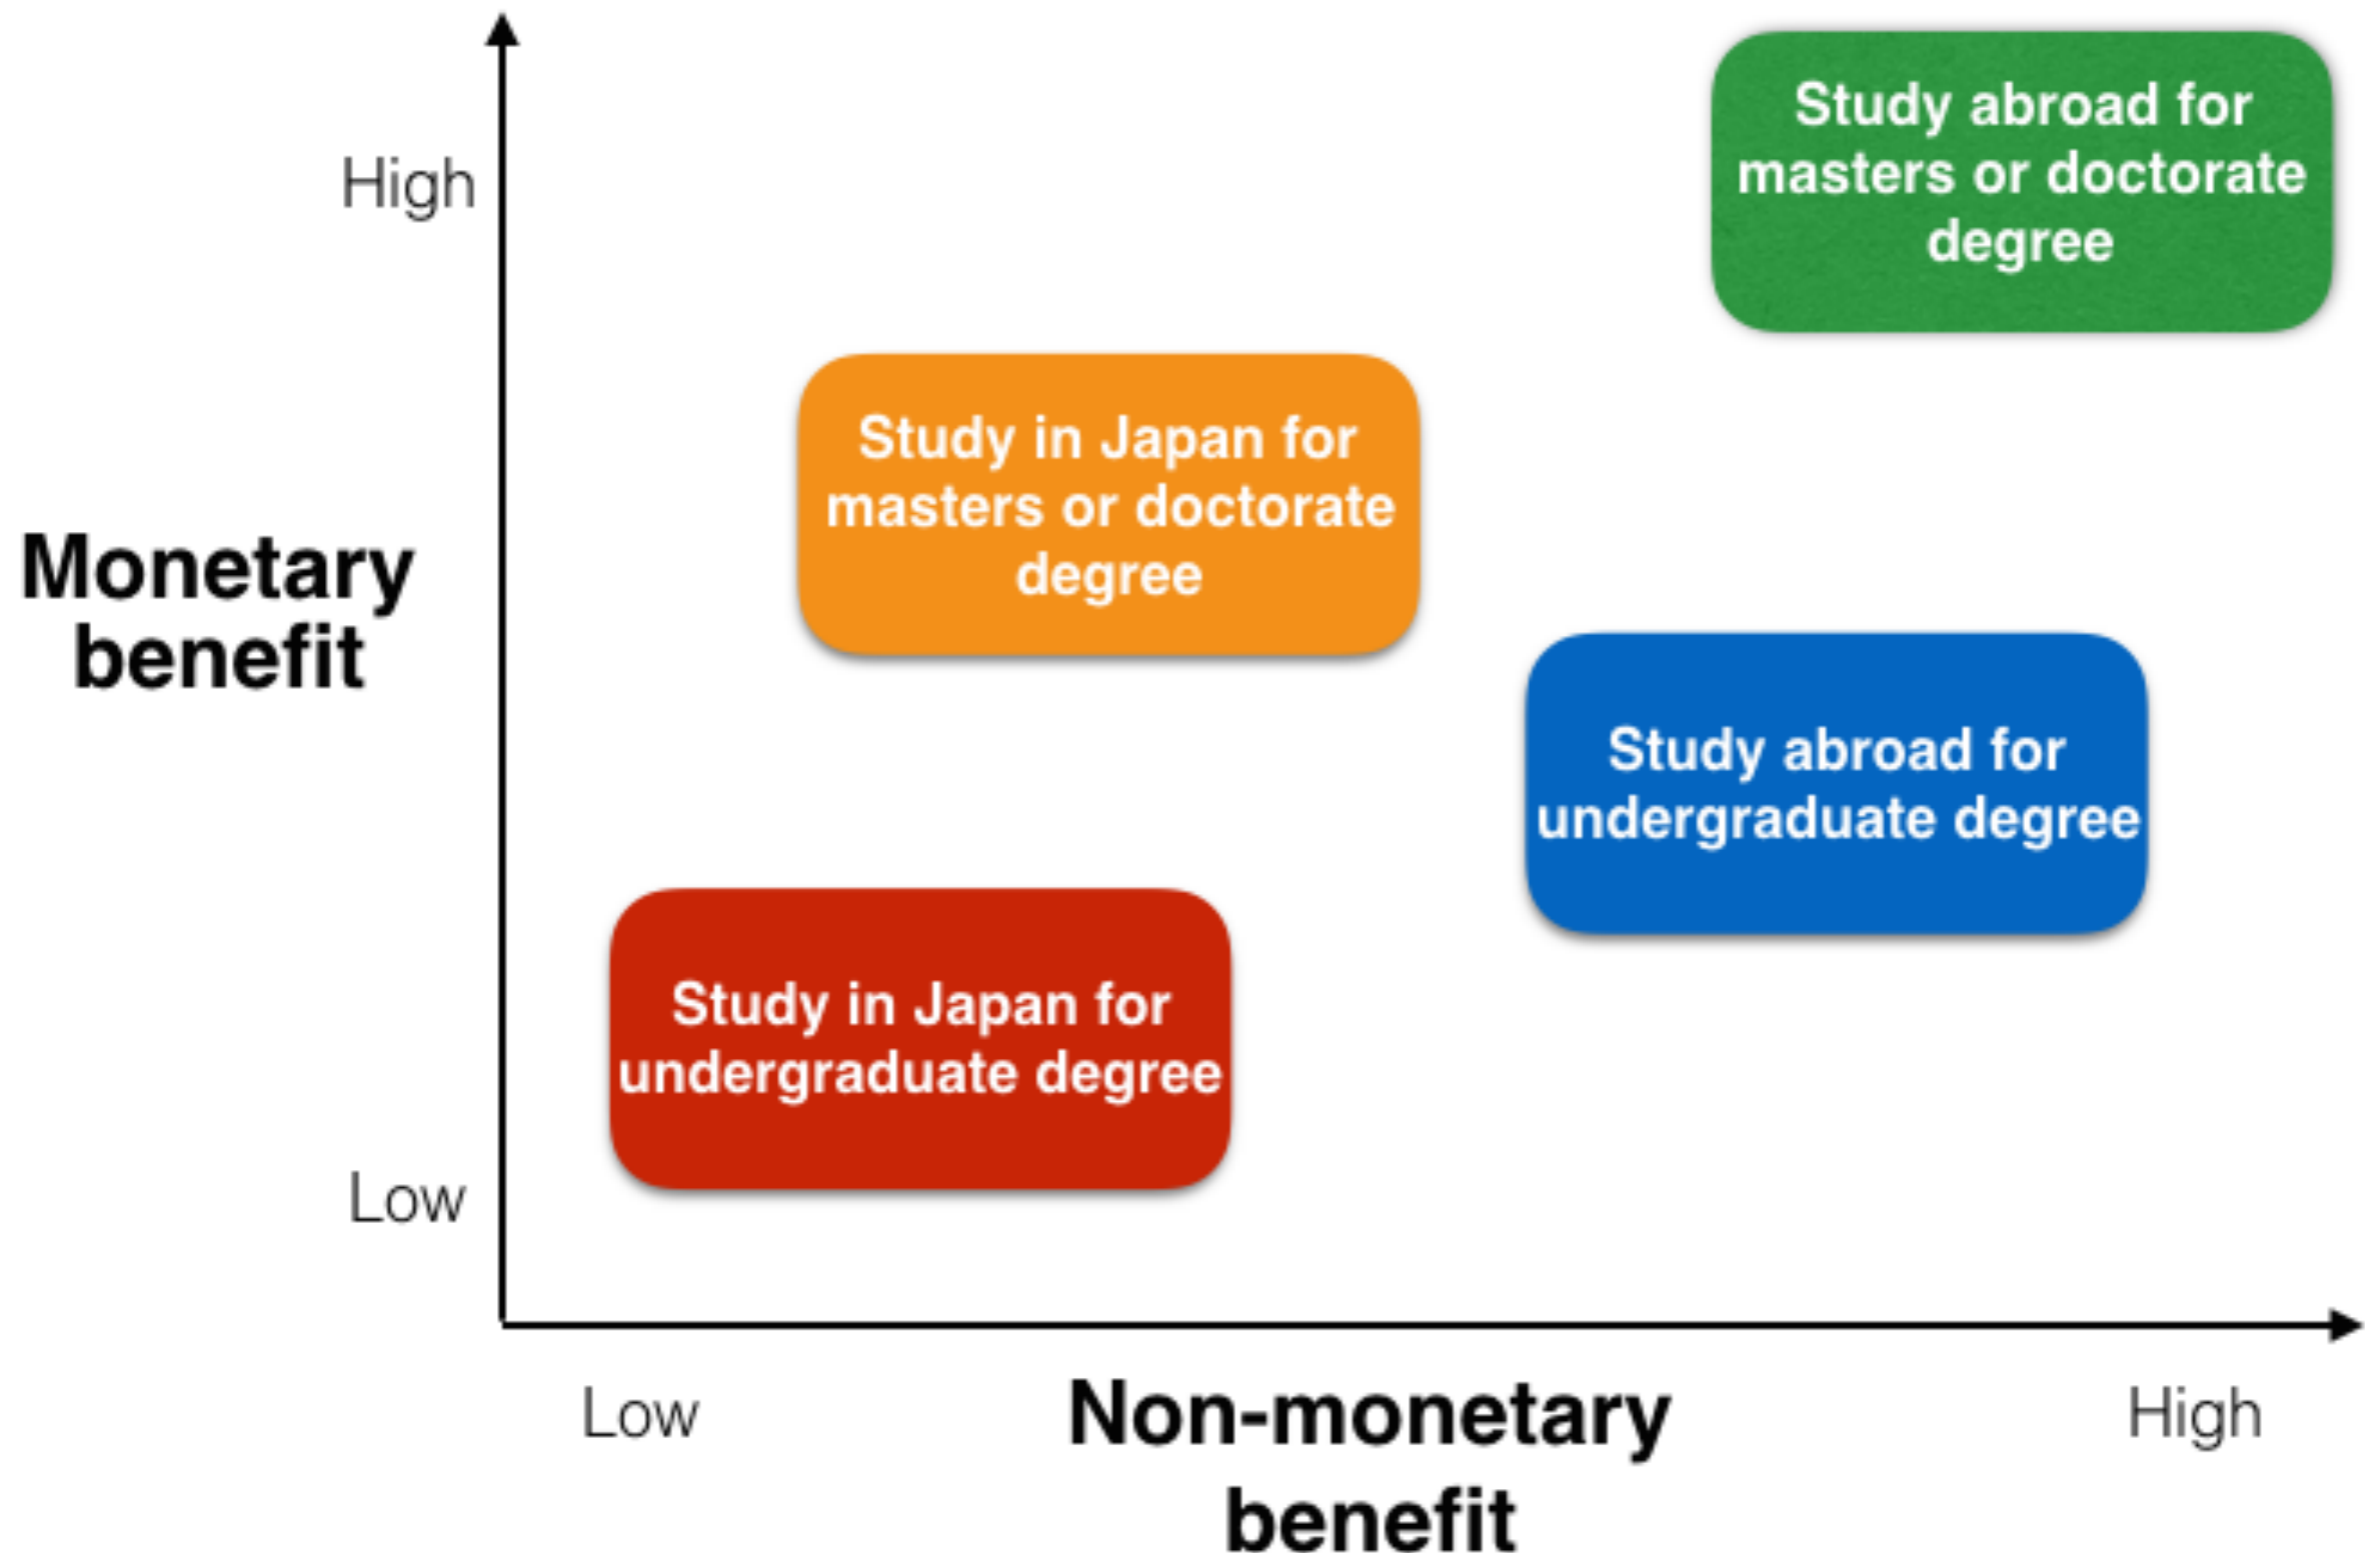 High
Study abroad for
masters or doctorate
degree
Study in Japan for
masters or doctorate
degree
Monetary
benefit
Study abroad for
undergraduate degree
Study in Japan for
undergraduate degree
Low
Low
Non-monetary
benefit
High